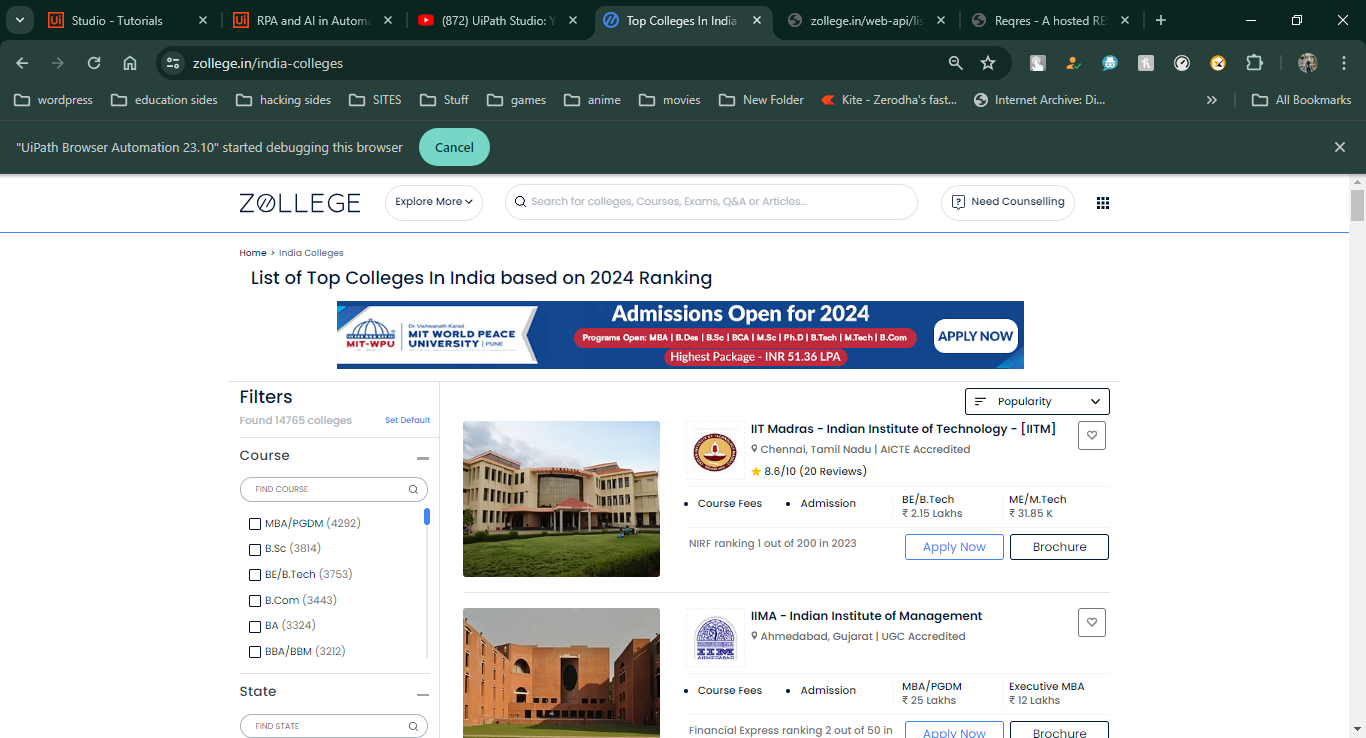 Studio - Tutorials
RPA and AI in Automa
(872) UiPath Studio: Y
Top Colleges In India
zollege.in/web-api/lis
Reqres - A hosted RE
zollege.in/india-colleges
wordpress
education sides
hacking sides
SITES
Stuff
games
anime
movies
New Folder
Kite - Zerodha's fast...
Internet Archive: Di...
All Bookmarks
"UiPath Browser Automation 23.10" started debugging this browser
Cancel
ZOLLEGE
Explore More
Search for colleges, Courses, Exams, Q&A or Articles...
Need Counselling
Home > India Colleges
List of Top Colleges In India based on 2024 Ranking
MIT-WPU
Dr. Vishwanath Karad
MIT WORLD PEACE
UNIVERSITY | PUNE
Admissions Open for 2024
Programs Open: MBA | B.Des | B.Sc | BCA | M.Sc | Ph.D | B.Tech | M.Tech | B.Com
Highest Package - INR 51.36 LPA
APPLY NOW
Filters
Found 14765 colleges
Set Default
Course
FIND COURSE
MBA/PGDM (4292)
B.Sc (3814)
BE/B.Tech (3753)
B.Com (3443)
BA (3324)
BBA/BBM (3212)
State
FIND STATE
Popularity
IIT Madras - Indian Institute of Technology - [IITM]
Chennai, Tamil Nadu | AICTE Accredited
8.6/10 (20 Reviews)
Course Fees
Admission
BE/B.Tech
₹ 2.15 Lakhs
ME/M.Tech
₹ 31.85 K
NIRF ranking 1 out of 200 in 2023
Apply Now
Brochure
IIM
AHMEDABAD
IIMA - Indian Institute of Management
Ahmedabad, Gujarat | UGC Accredited
Course Fees
Admission
MBA/PGDM
₹ 25 Lakhs
Executive MBA
₹ 12 Lakhs
Financial Express ranking 2 out of 50 in
Apply Now
Brochure